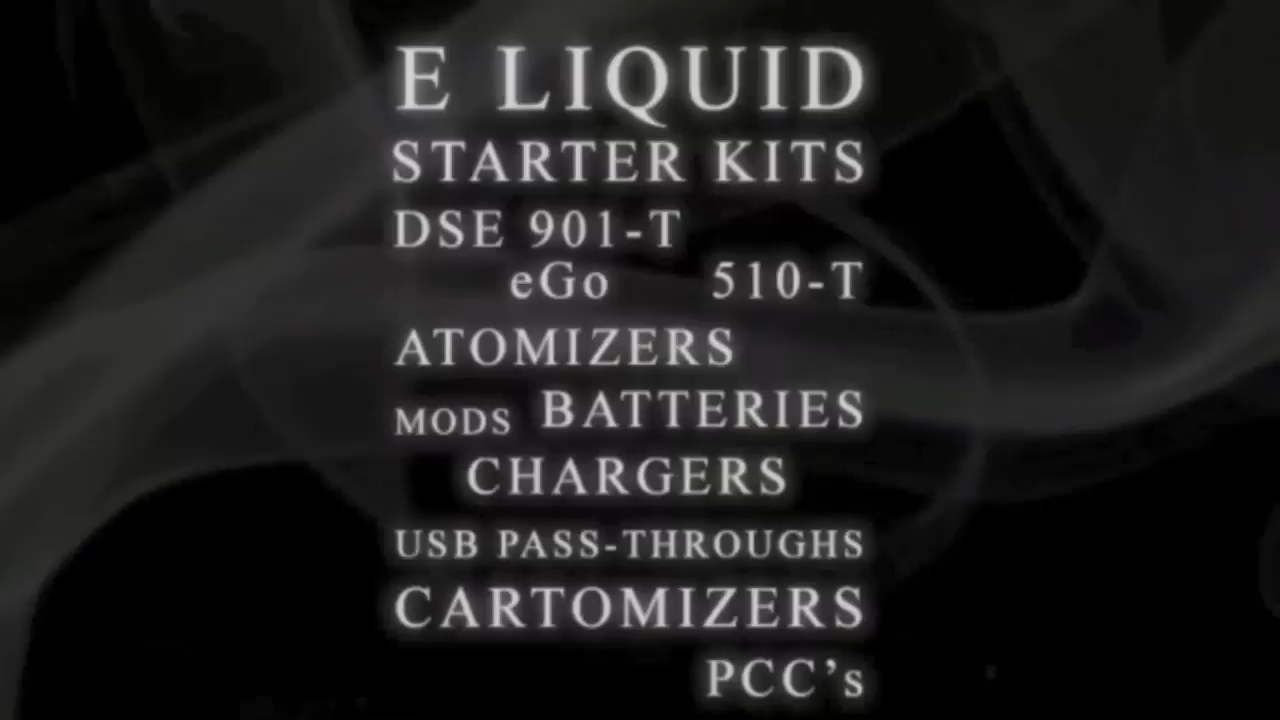 E LIQUID
STARTER KITS
DSE 901-T
eGo 510-T
ATOMIZERS
MODS BATTERIES
CHARGERS
USB PASS-THROUGHS
CARTOMIZERS
PCC's